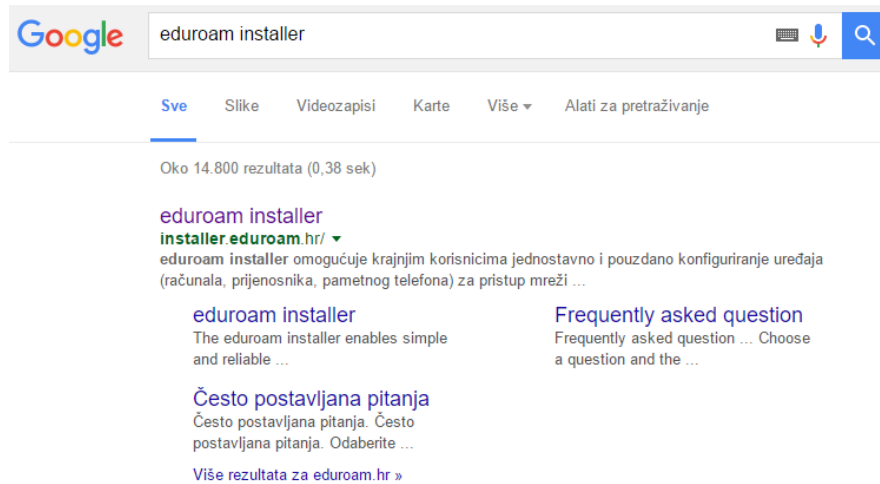 Google eduroam installer
Sve Slike Videozapisi Karte Više Alati za pretraživanje
Oko 14.800 rezultata (0,38 sek)
eduroam installer
installer.eduroam.hr/
eduroam installer omogućuje krajnjim korisnicima jednostavno i pouzdano konfiguriranje uređaja
(računala, prijenosnika, pametnog telefona) za pristup mreži ...
eduroam installer
The eduroam installer enables simple
and reliable ...
Frequently asked question
Frequently asked question ... Choose
a question and the ...
Često postavljana pitanja
Često postavljana pitanja. Često
postavljana pitanja. Odaberite ...
Više rezultata za eduroam.hr »